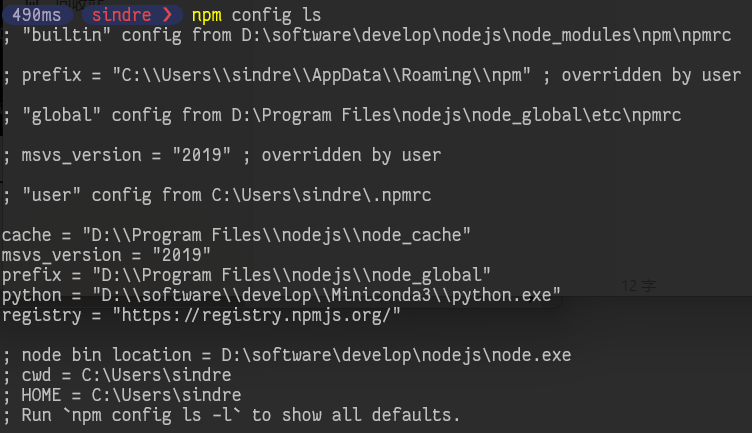 490ms sindre ❯ npm config ls
; "builtin" config from D:\software\develop\nodejs\node_modules\npm\npmrc
; prefix = "C:\\Users\\sindre\\AppData\\Roaming\\npm" ; overridden by user
; "global" config from D:\Program Files\nodejs\node_global\etc\npmrc
; msvs_version = "2019" ; overridden by user
; "user" config from C:\Users\sindre\.npmrc
cache = "D:\\Program Files\\nodejs\\node_cache"
msvs_version = "2019"
prefix = "D:\\Program Files\\nodejs\\node_global"
12 字
python = "D:\\software\\develop\\Miniconda3\\python.exe"
registry = "https://registry.npmjs.org/"
; node bin location = D:\software\develop\nodejs\node.exe
; cwd = C:\Users\sindre
; HOME = C:\Users\sindre
; Run `npm config ls -l` to show all defaults.